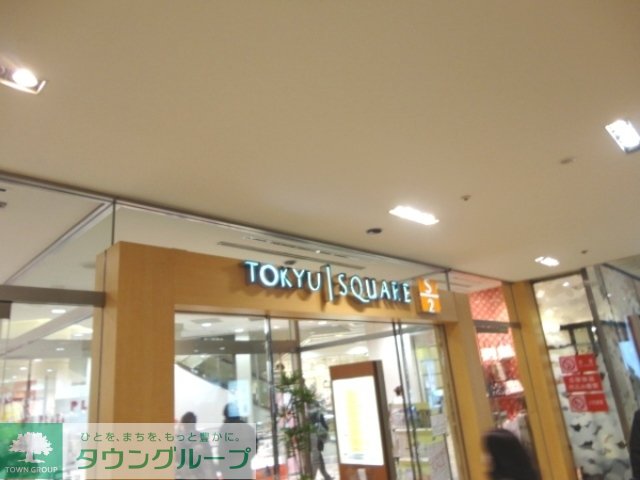 TOKYU | SQUARE
S
2
ひとを、まちを、もっと豊かに。
TOWN GROUP
タウングループ